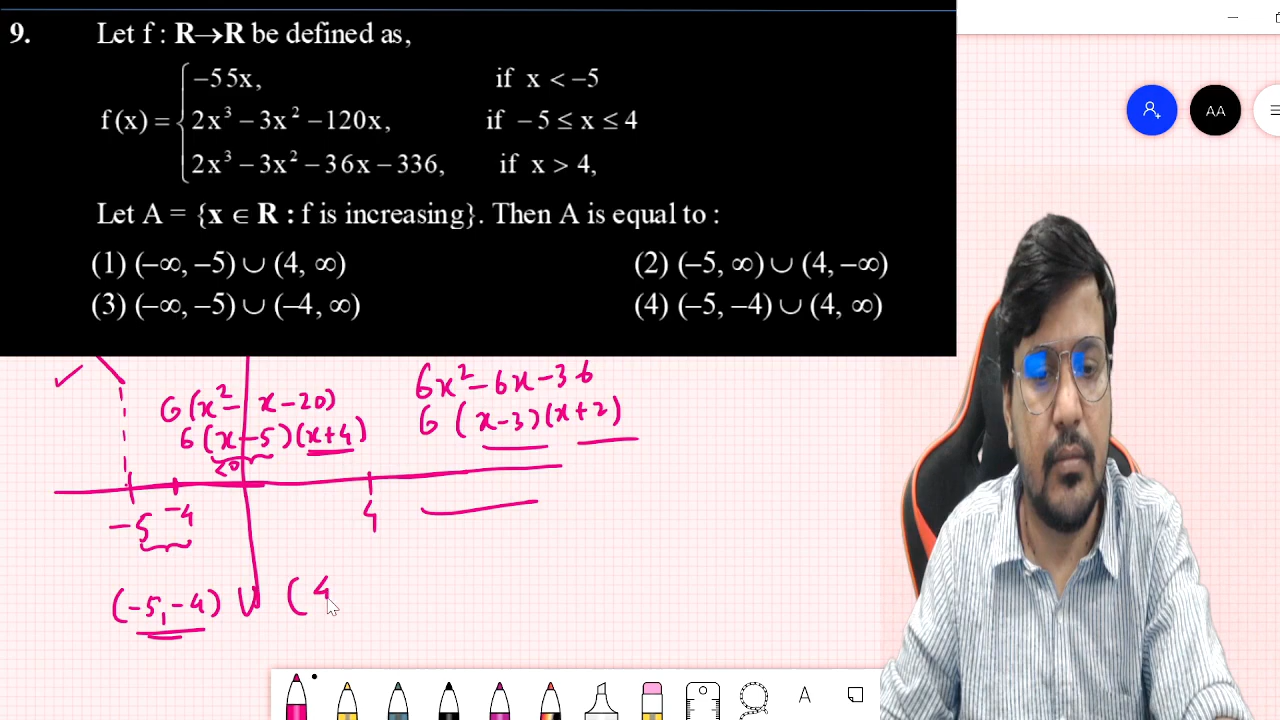 9. Let f : R→R be defined as,
f(x) = { −55x, if x < −5
2x³ − 3x² − 120x, if − 5 ≤ x ≤ 4
2x³ − 3x² − 36x − 336, if x > 4,
Let A = {x ∈ R : f is increasing}. Then A is equal to :
(1) (−∞, −5) ∪ (4, ∞) (2) (−5, ∞) ∪ (4, −∞)
(3) (−∞, −5) ∪ (−4, ∞) (4) (−5, −4) ∪ (4, ∞)
AA
6(x² − x − 20)
6(x − 5)(x + 4)
<0
6x² − 6x − 36
6 (x − 3)(x + 2)
−5 −4 4
(−5, −4) ∪ (4
A